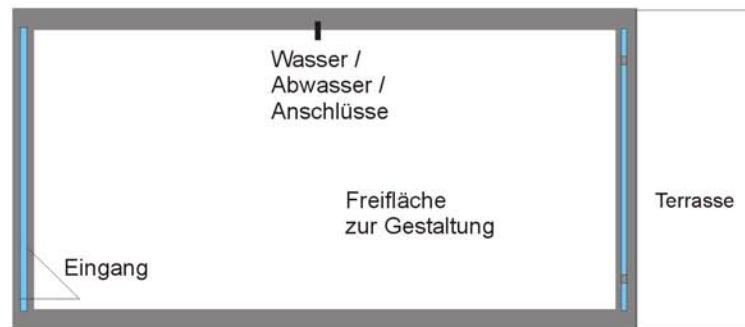 Wasser /
Abwasser /
Anschlüsse
Freifläche
zur Gestaltung
Terrasse
Eingang